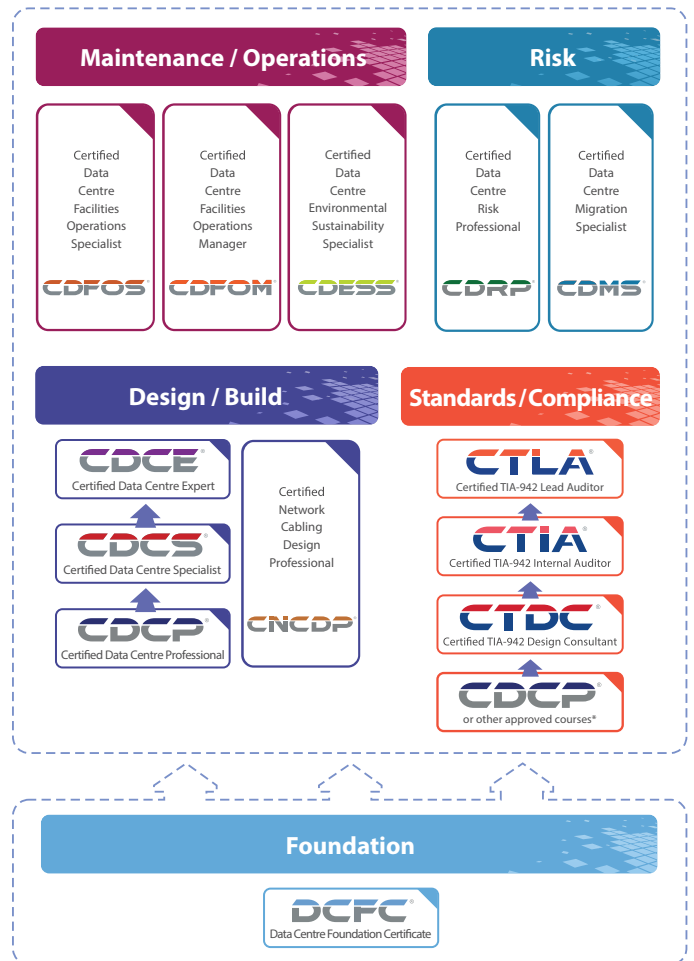 Maintenance / Operations
Risk
Certified
Data
Centre
Facilities
Operations
Specialist
CDFOS®
Certified
Data
Centre
Facilities
Operations
Manager
CDFOM®
Certified
Data
Centre
Environmental
Sustainability
Specialist
CDESS®
Certified
Data
Centre
Risk
Professional
CDRP®
Certified
Data
Centre
Migration
Specialist
CDMS®
Design / Build
Standards/Compliance
CDCE®
Certified Data Centre Expert
CDCS®
Certified Data Centre Specialist
CDCP®
Certified Data Centre Professional
Certified
Network
Cabling
Design
Professional
CNCDP®
CTLA®
Certified TIA-942 Lead Auditor
CTIA®
Certified TIA-942 Internal Auditor
CTDC®
Certified TIA-942 Design Consultant
CDCP®
or other approved courses*
Foundation
DCFC®
Data Centre Foundation Certificate